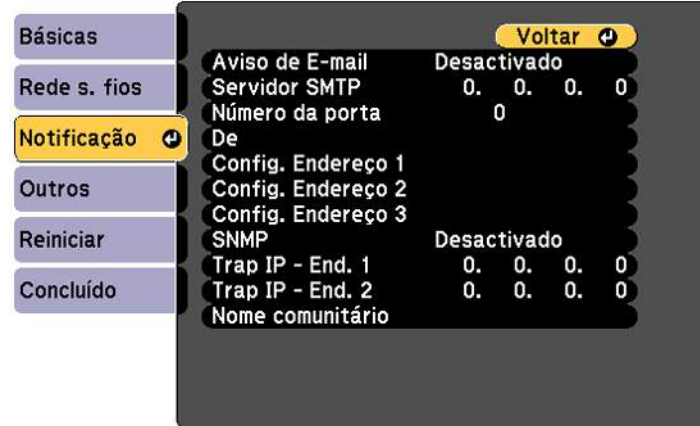 Básicas
Rede s. fios
Notificação
Outros
Reiniciar
Concluído
Voltar
Aviso de E-mail Desactivado
Servidor SMTP 0. 0. 0. 0
Número da porta 0
De
Config. Endereço 1
Config. Endereço 2
Config. Endereço 3
SNMP Desactivado
Trap IP - End. 1 0. 0. 0. 0
Trap IP - End. 2 0. 0. 0. 0
Nome comunitário